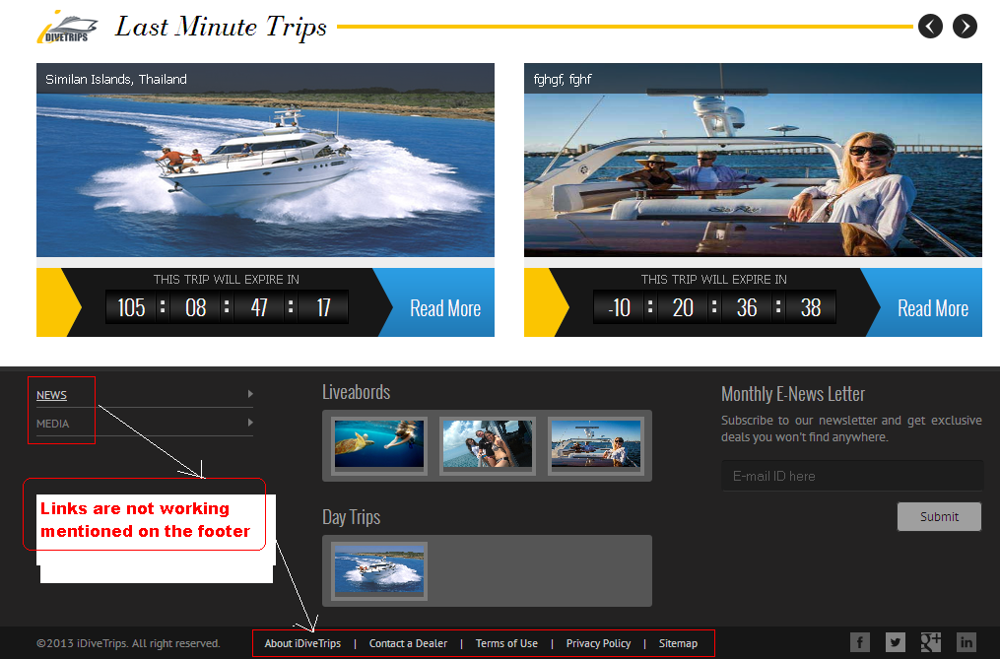 iDIVETRIPS
Last Minute Trips
Similan Islands, Thailand
fghgf, fghf
THIS TRIP WILL EXPIRE IN
105 : 08 : 47 : 17
Read More
THIS TRIP WILL EXPIRE IN
-10 : 20 : 36 : 38
Read More
NEWS
MEDIA
Links are not working
mentioned on the footer
Liveabords
Day Trips
Monthly E-News Letter
Subscribe to our newsletter and get exclusive
deals you won't find anywhere.
E-mail ID here
Submit
©2013 iDiveTrips. All right reserved.
About iDiveTrips | Contact a Dealer | Terms of Use | Privacy Policy | Sitemap